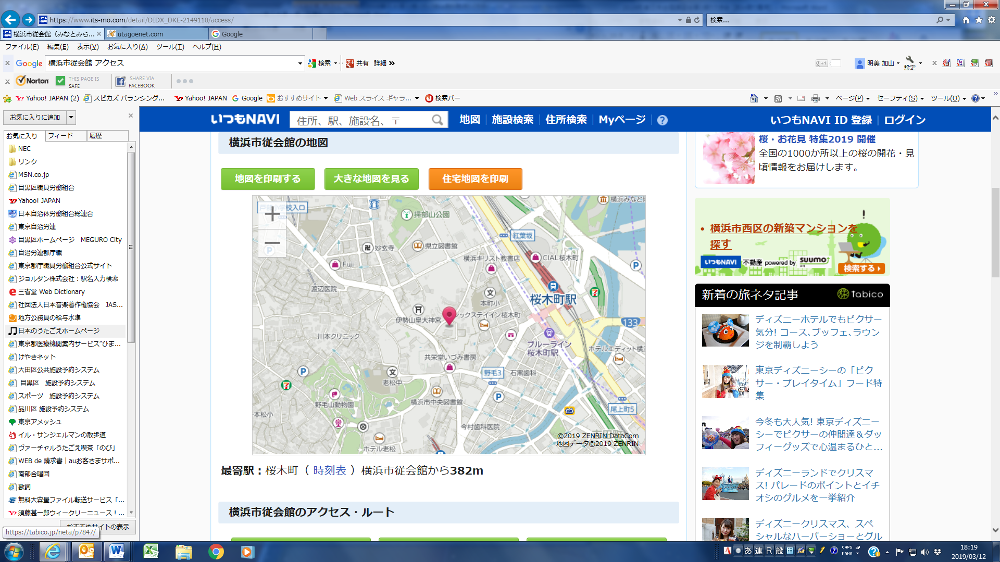 https://www.its-mo.com/detail/DIDX_DKE-2149110/access/
検索...
横浜市従会館（みなとみら...
utagoenet.com
Google
ファイル(F) 編集(E) 表示(V) お気に入り(A) ツール(T) ヘルプ(H)
Google 横浜市従会館 アクセス 検索 共有 詳細 »
明美 加山 設定
Norton THIS PAGE IS SAFE SHARE VIA FACEBOOK
Yahoo! JAPAN (2) スピカズ バランシング... Yahoo! JAPAN Google おすすめサイト Web スライス ギャラ... 検索バー
ページ(P) セーフティ(S) ツール(O)
お気に入りに追加
お気に入り フィード 履歴
NEC
リンク
MSN.co.jp
目黒区職員労働組合
Yahoo! JAPAN
日本自治体労働組合総連合
東京自治労連
目黒区ホームページ MEGURO City
自治労連都庁職
東京都庁職員労働組合公式サイト
ジョルダン株式会社：駅名入力検索
三省堂 Web Dictionary
社団法人日本音楽著作権協会 JAS...
地方公務員の給与水準
日本のうたごえホームページ
東京都医療機関案内サービス“ひま...
けやきネット
大田区公共施設予約システム
目黒区 施設予約システム
スポーツ 施設予約システム
品川区 施設予約システム
東京アメッシュ
イル・サンジェルマンの散歩道
ヴァーチャルうたごえ喫茶「のび」
WEB de 請求書｜auお客さまサポ...
南部合唱団
歌詞
無料大容量ファイル転送サービス「...
須藤甚一郎ウィークリーニュース！...
おすすめサイトの表示
https://tabico.jp/neta/p7847/
いつもNAVI
住所、駅、施設名、〒
地図 施設検索 住所検索 Myページ ?
いつもNAVI ID 登録 ログイン
横浜市従会館の地図
地図を印刷する
大きな地図を見る
住宅地図を印刷
戸部小学校入口
掃部山公園
横浜みなと
紅葉坂
妙玄寺
県立図書館
横浜キリスト教書店
CIAL桜木町
Fuji
渡辺医院
本町小
桜木町駅
伊勢山皇大神宮
レックステイイン桜木町
133
川本クリニック
ブルーライン
桜木町駅
ホテルエディット横
共栄堂いづみ書房
野毛3
石黒歯科
老松中
野毛山動物園
横浜市中央図書館
尾上町5
一本松小
今村歯科医院
ホテル老松
©2019 ZENRIN DataCom
地図データ©2019 ZENRIN
最寄駅：桜木町（ 時刻表 ）横浜市従会館から382m
横浜市従会館のアクセス・ルート
桜・お花見 特集2019 開催
全国の1000か所以上の桜の開花・見
頃情報をお届けします。
横浜市西区の新築マンションを
探す
いつもNAVI 不動産 powered by SUUMO
検索する
新着の旅ネタ記事 tabico
ディズニーホテルでもピクサー
気分! コース､ブッフェ､ラウン
ジを制覇しよう
東京ディズニーシーの「ピク
サー・プレイタイム」フード特
集
今冬も大人気! 東京ディズニー
シーでピクサーの仲間達＆ダッ
フィーグッズで心温まるひと...
ディズニーランドでクリスマ
ス! パレードのポイントとイチ
オシのグルメを一挙紹介
ディズニークリスマス、スペ
シャルなハーバーショーとグル
あ 連 R 般
CAPS
KANA
18:19
2019/03/12